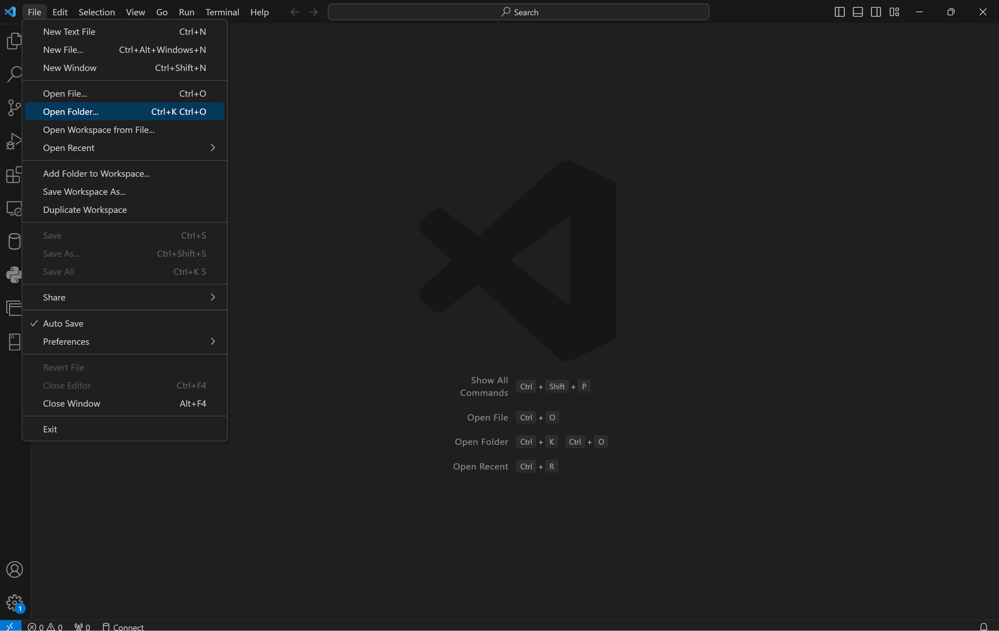 File Edit Selection View Go Run Terminal Help Search
New Text File Ctrl+N
New File... Ctrl+Alt+Windows+N
New Window Ctrl+Shift+N
Open File... Ctrl+O
Open Folder... Ctrl+K Ctrl+O
Open Workspace from File...
Open Recent
Add Folder to Workspace...
Save Workspace As...
Duplicate Workspace
Save Ctrl+S
Save As... Ctrl+Shift+S
Save All Ctrl+K S
Share
Auto Save
Preferences
Revert File
Close Editor Ctrl+F4
Close Window Alt+F4
Exit
Show All
Commands Ctrl + Shift + P
Open File Ctrl + O
Open Folder Ctrl + K Ctrl + O
Open Recent Ctrl + R
1
0 0 0 Connect